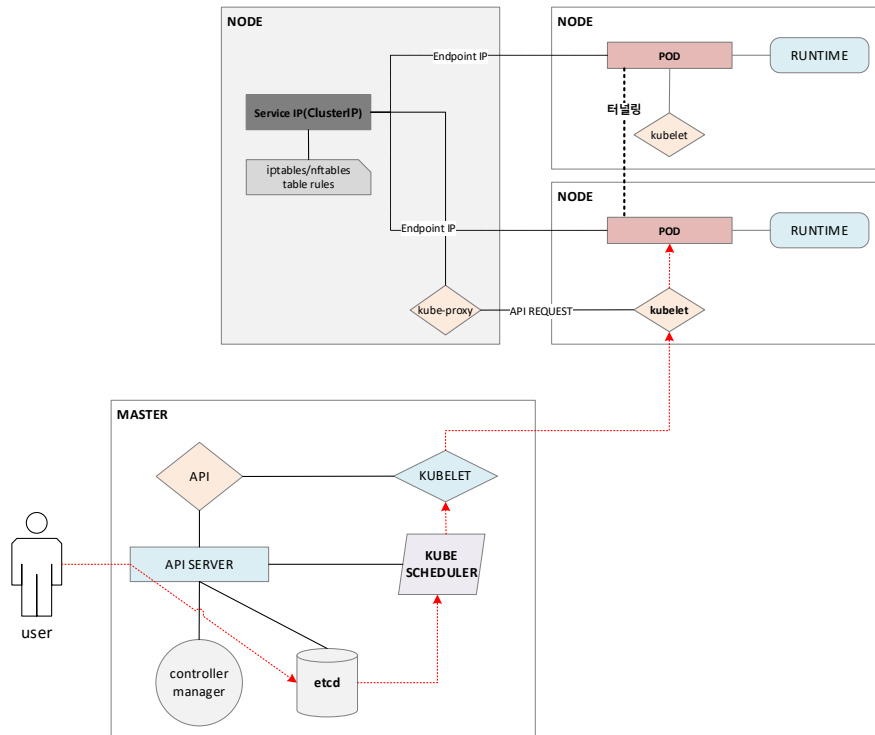 NODE
Service IP(ClusterIP)
iptables/nftables
table rules
Endpoint IP
Endpoint IP
kube-proxy
API REQUEST
NODE
POD
RUNTIME
터널링
kubelet
NODE
POD
RUNTIME
kubelet
MASTER
API
KUBELET
API SERVER
KUBE
SCHEDULER
user
controller
manager
etcd